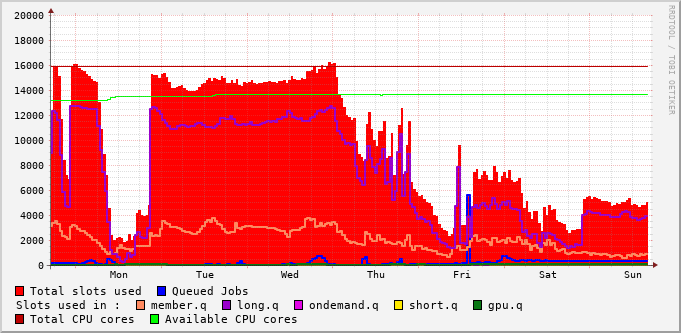 20000
18000
16000
14000
12000
10000
8000
6000
4000
2000
0
Mon Tue Wed Thu Fri Sat Sun
RRDTOOL / TOBI OETIKER
Total slots used Queued Jobs
Slots used in : member.q long.q ondemand.q short.q gpu.q
Total CPU cores Available CPU cores